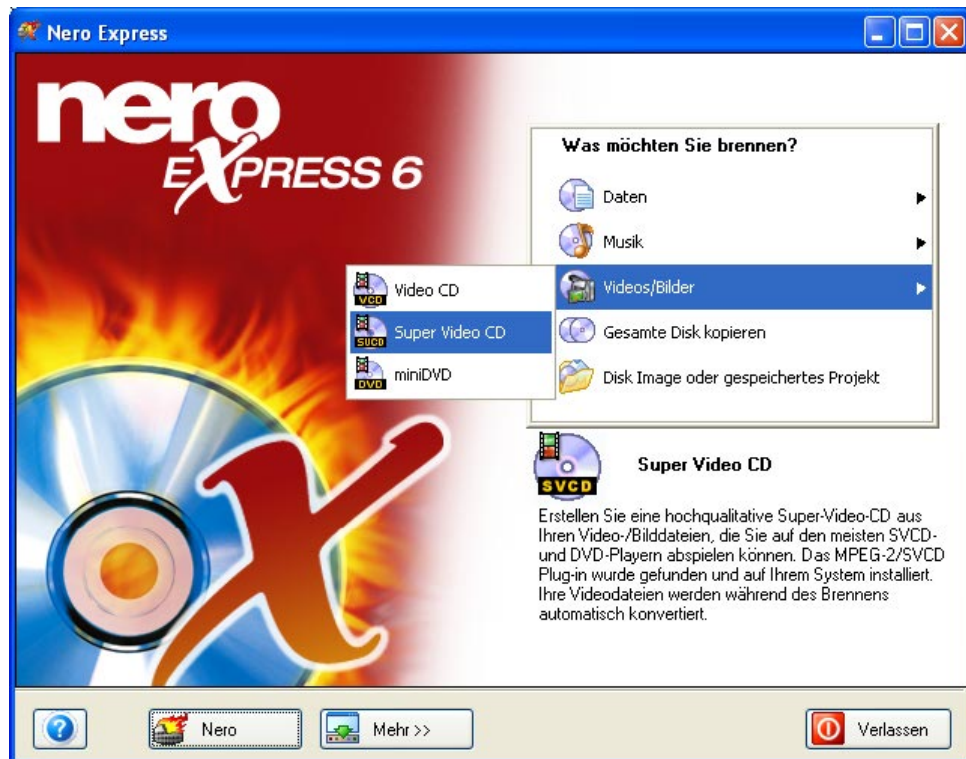 Nero Express
nero
EXPRESS 6
Was möchten Sie brennen?
Daten
Musik
Videos/Bilder
Gesamte Disk kopieren
Disk Image oder gespeichertes Projekt
VCD Video CD
SVCD Super Video CD
DVD miniDVD
SVCD
Super Video CD
Erstellen Sie eine hochqualitative Super-Video-CD aus
Ihren Video-/Bilddateien, die Sie auf den meisten SVCD-
und DVD-Playern abspielen können. Das MPEG-2/SVCD
Plug-in wurde gefunden und auf Ihrem System installiert.
Ihre Videodateien werden während des Brennens
automatisch konvertiert.
?
Nero
Mehr >>
Verlassen